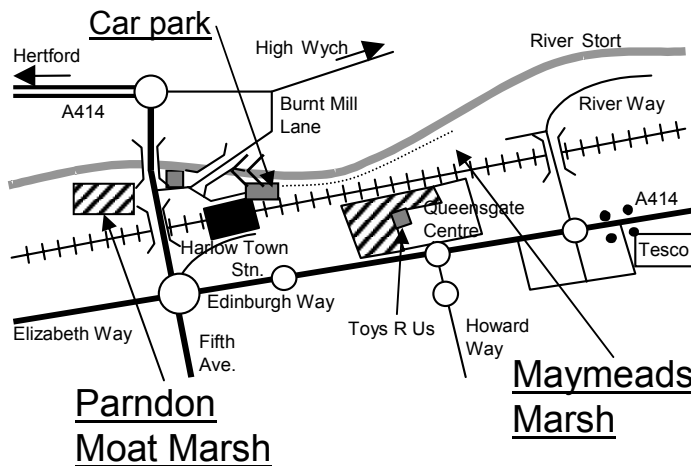 Car park
High Wych
River Stort
Hertford
A414
Burnt Mill
Lane
River Way
A414
Queensgate
Centre
Harlow Town
Stn.
Tesco
Edinburgh Way
Elizabeth Way
Fifth
Ave.
Toys R Us
Howard
Way
Parndon
Moat Marsh
Maymeads
Marsh